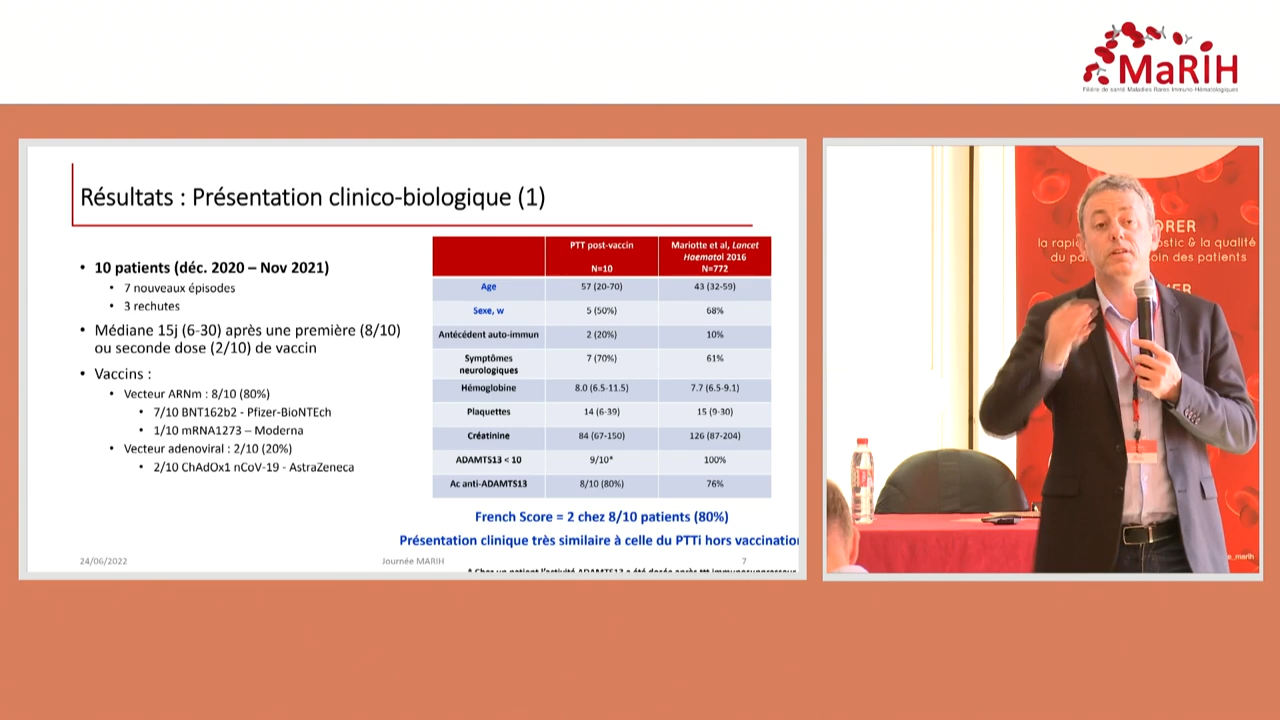 MaRIH
Filière de santé Maladies Rares Immuno-Hématologiques
Résultats : Présentation clinico-biologique (1)
• 10 patients (déc. 2020 – Nov 2021)
• 7 nouveaux épisodes
• 3 rechutes
• Médiane 15j (6-30) après une première (8/10)
ou seconde dose (2/10) de vaccin
• Vaccins :
• Vecteur ARNm : 8/10 (80%)
• 7/10 BNT162b2 - Pfizer-BioNTEch
• 1/10 mRNA1273 – Moderna
• Vecteur adenoviral : 2/10 (20%)
• 2/10 ChAdOx1 nCoV-19 - AstraZeneca
PTT post-vaccin
N=10
Mariotte et al, Lancet
Haematol 2016
N=772
Age 57 (20-70) 43 (32-59)
Sexe, w 5 (50%) 68%
Antécédent auto-immun 2 (20%) 10%
Symptômes
neurologiques 7 (70%) 61%
Hémoglobine 8.0 (6.5-11.5) 7.7 (6.5-9.1)
Plaquettes 14 (6-39) 15 (9-30)
Créatinine 84 (67-150) 126 (87-204)
ADAMTS13 < 10 9/10* 100%
Ac anti-ADAMTS13 8/10 (80%) 76%
French Score = 2 chez 8/10 patients (80%)
Présentation clinique très similaire à celle du PTTi hors vaccination
24/06/2022 Journée MARIH 7
ORER
la rapi ostic & la qualité
du pa oin des patients